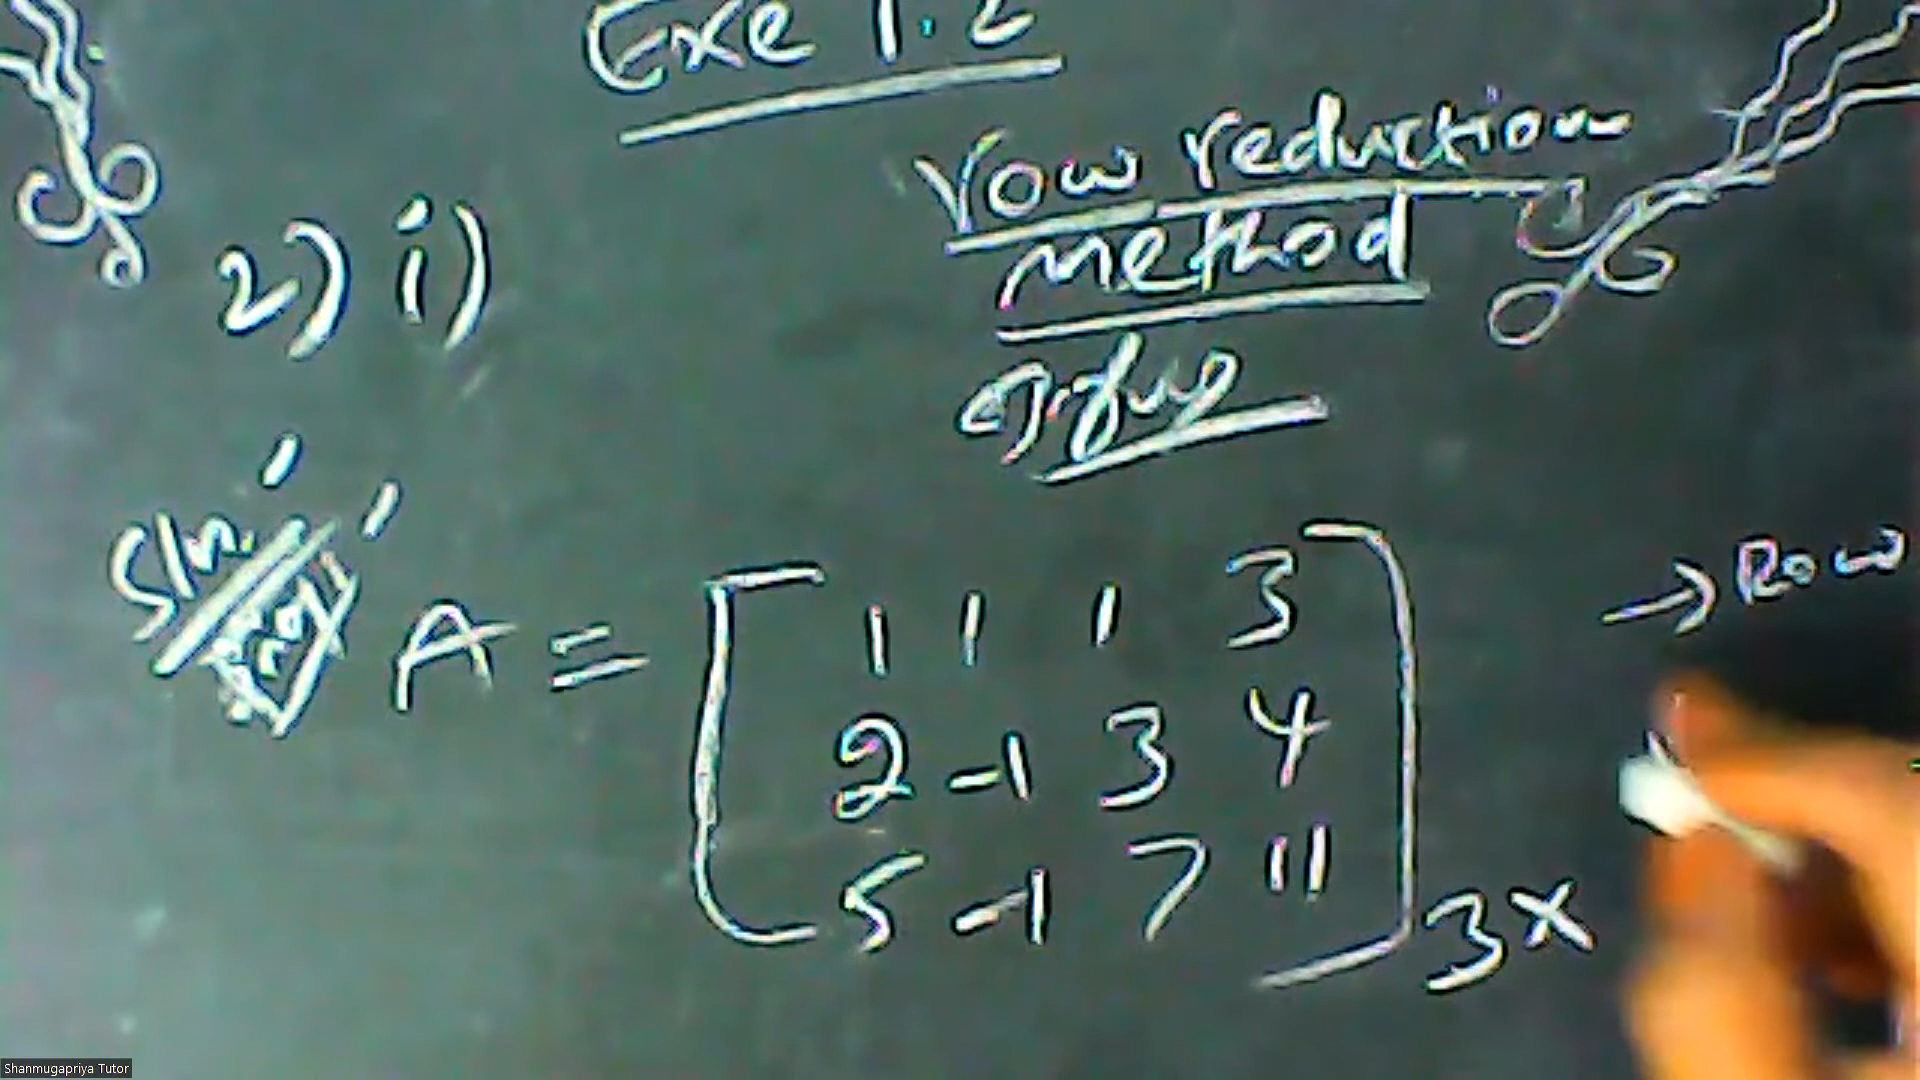 Exe 1.2
row reduction
method
2) i)
Sln.
→ Row
A = [ 1 1 1 3
2 -1 3 4
5 -1 7 11 ] 3x
Shanmugapriya Tutor